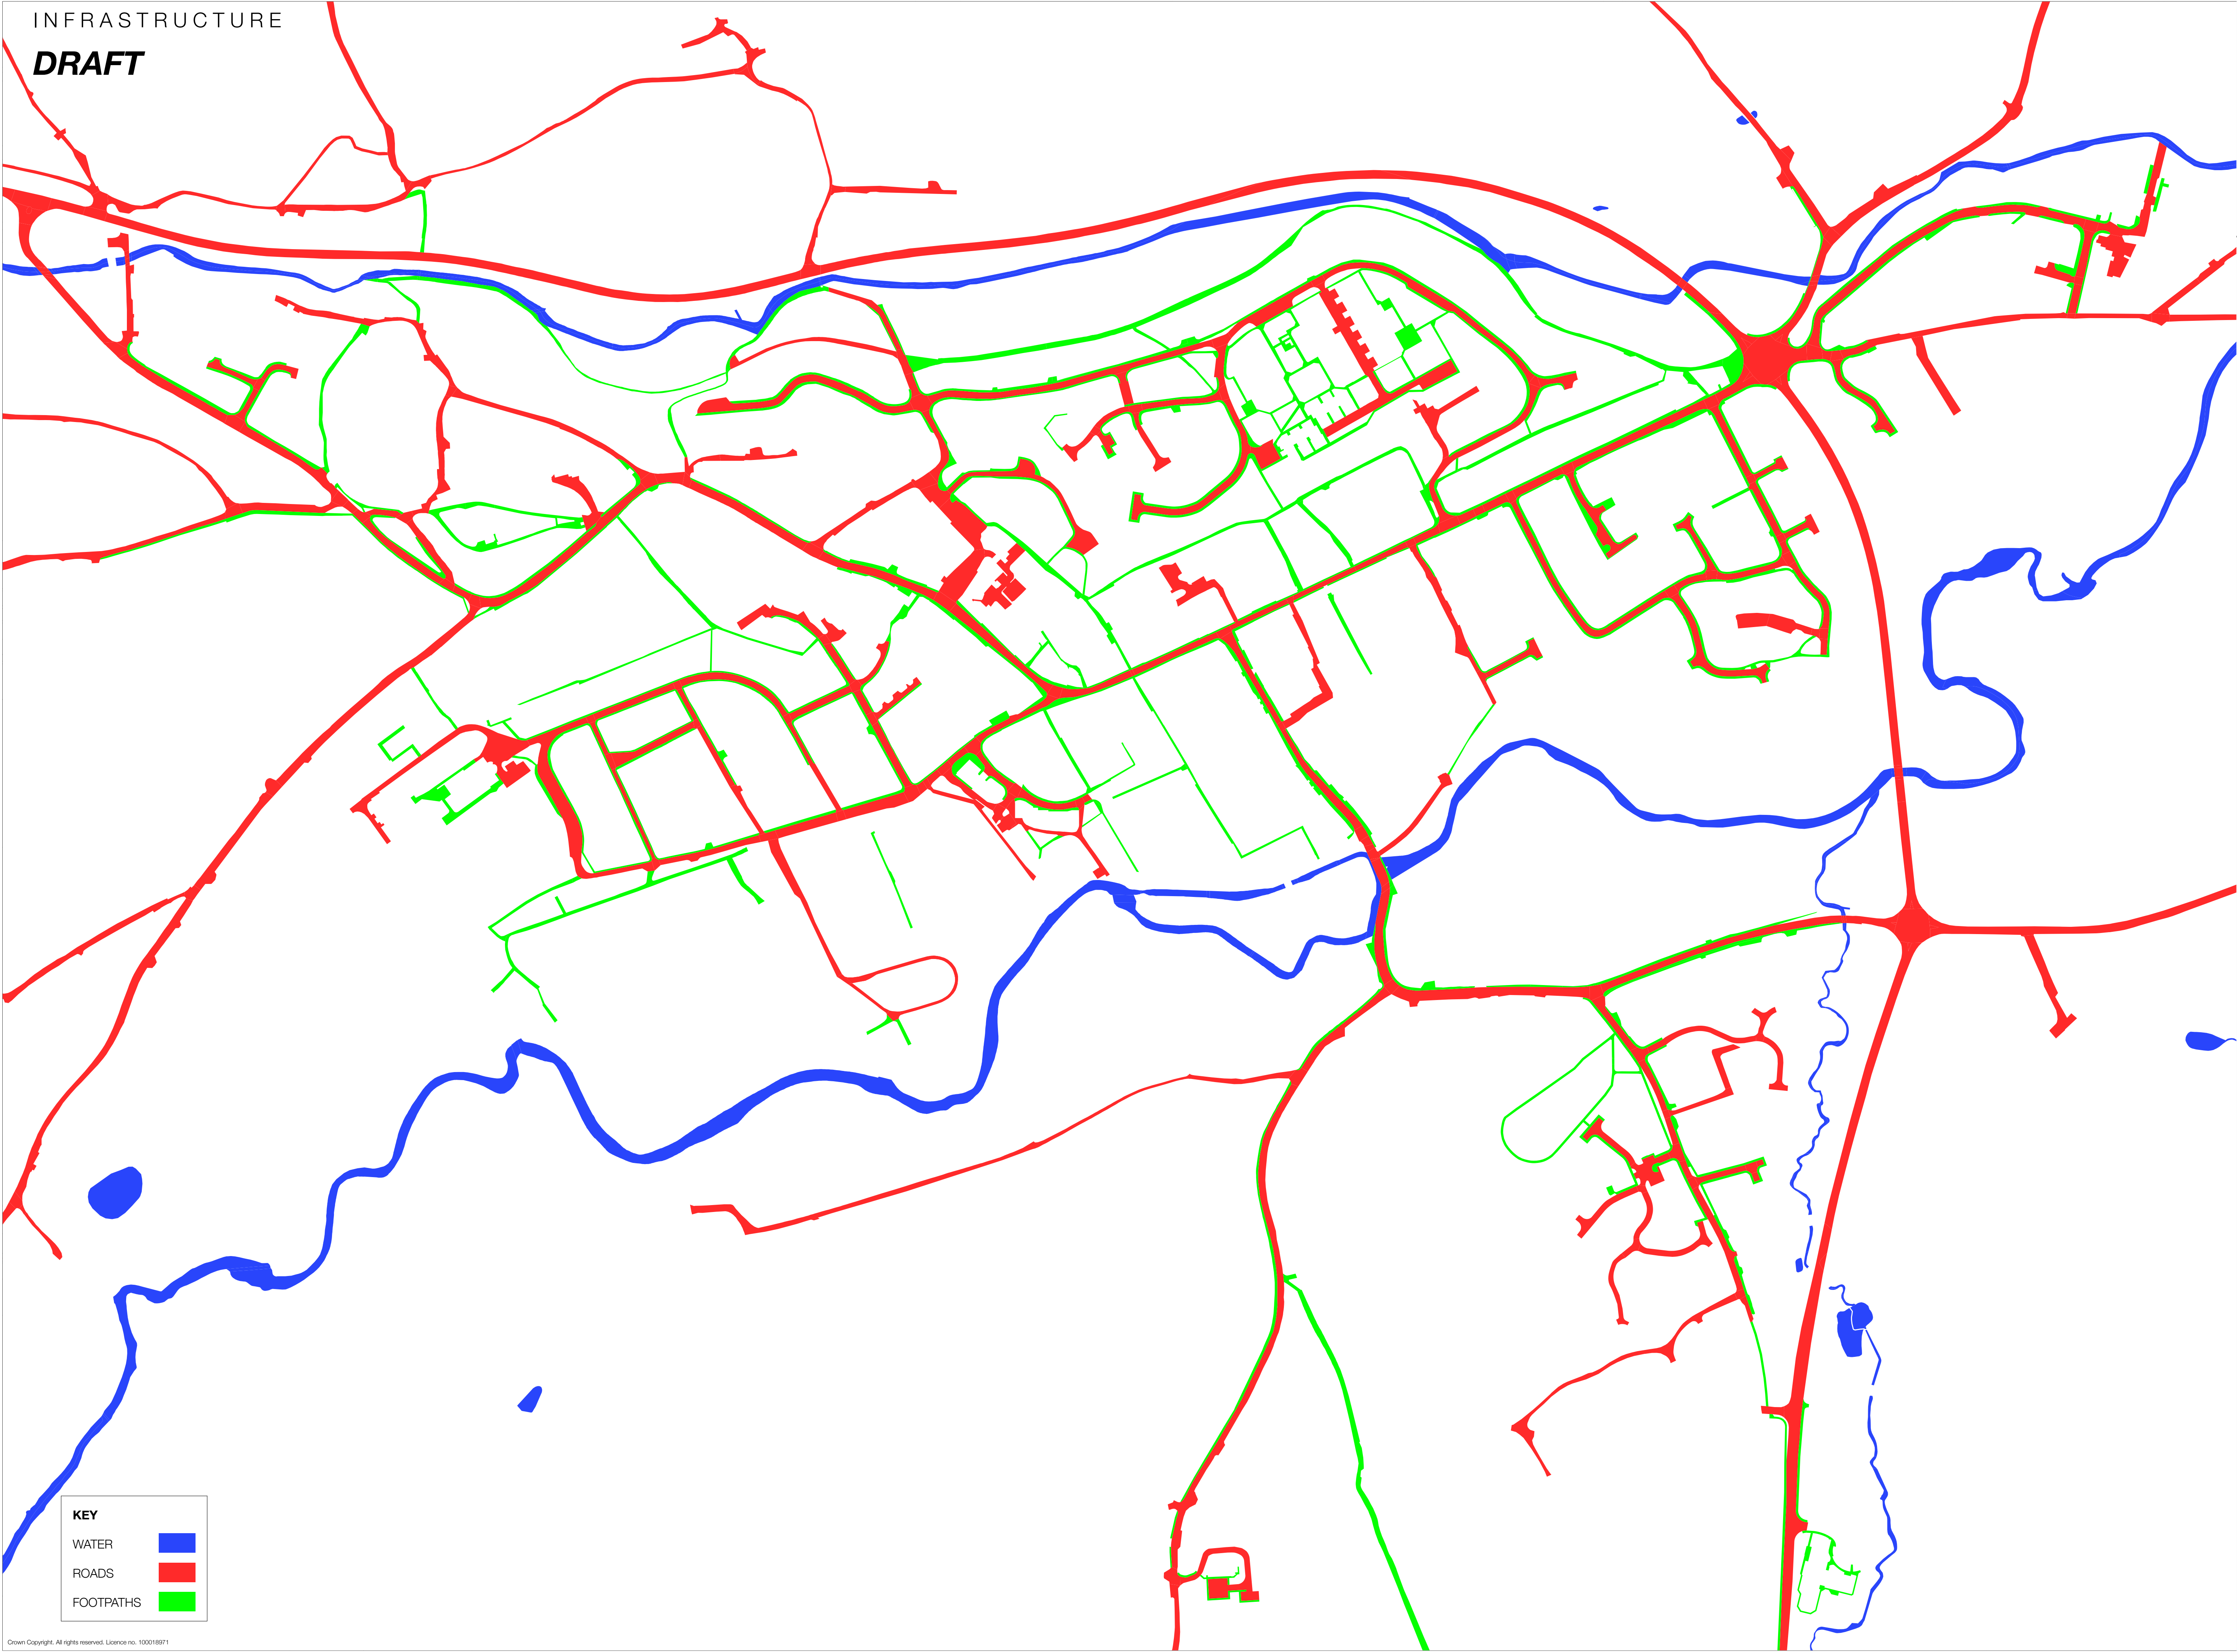 INFRASTRUCTURE
DRAFT
KEY
WATER
ROADS
FOOTPATHS
Crown Copyright. All rights reserved. Licence no. 100018971